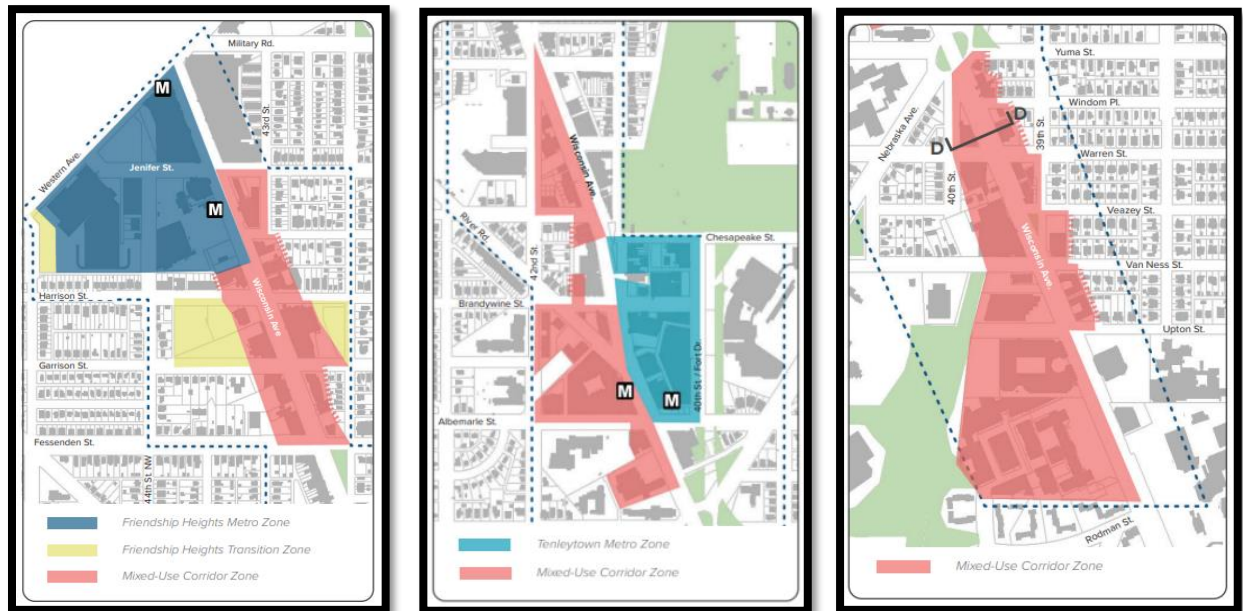 Military Rd.
M
43rd St.
Western Ave.
Jenifer St.
M
Harrison St.
Wisconsin Ave
Garrison St.
Fessenden St.
44th St. NW
Friendship Heights Metro Zone
Friendship Heights Transition Zone
Mixed-Use Corridor Zone
Wisconsin Ave.
River Rd.
Chesapeake St.
42nd St.
Brandywine St.
40th St. / Fort Dr.
M
M
Albemarle St.
Tenleytown Metro Zone
Mixed-Use Corridor Zone
Yuma St.
Nebraska Ave.
Windom Pl.
D
39th St.
D
Warren St.
40th St.
Veazey St.
Wisconsin Ave.
Van Ness St.
Upton St.
Rodman St.
Mixed-Use Corridor Zone